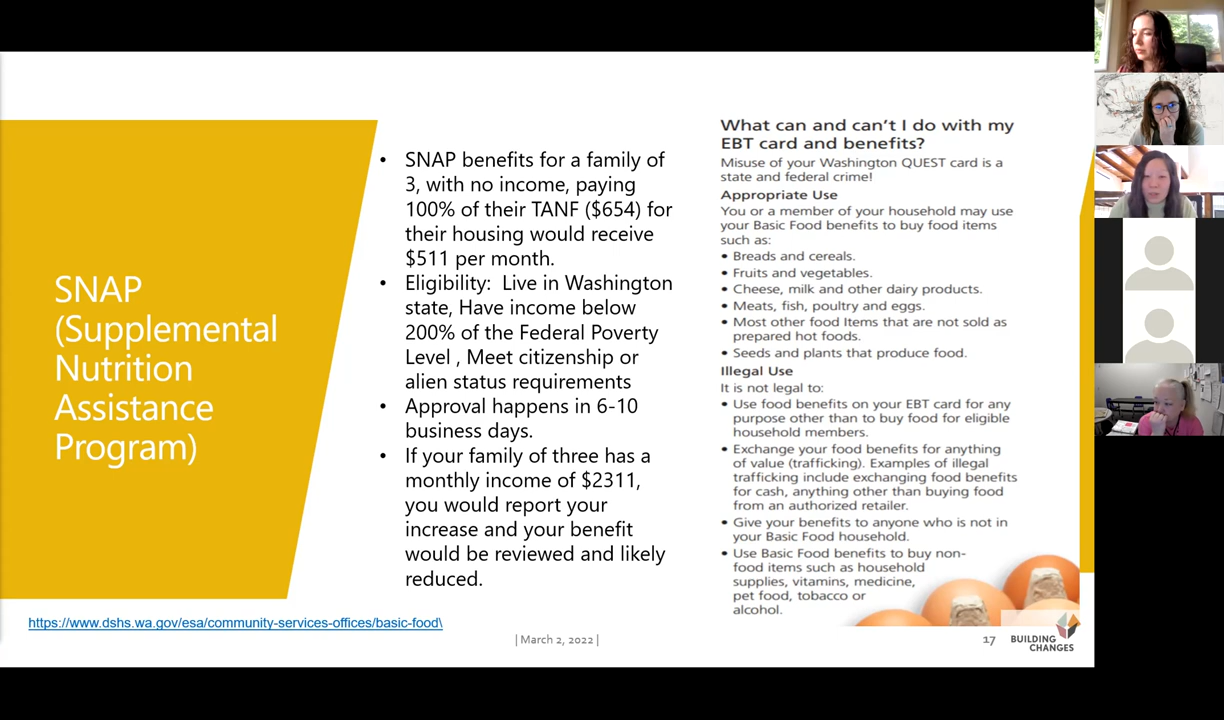 SNAP
(Supplemental
Nutrition
Assistance
Program)
• SNAP benefits for a family of
3, with no income, paying
100% of their TANF ($654) for
their housing would receive
$511 per month.
• Eligibility: Live in Washington
state, Have income below
200% of the Federal Poverty
Level , Meet citizenship or
alien status requirements
• Approval happens in 6-10
business days.
• If your family of three has a
monthly income of $2311,
you would report your
increase and your benefit
would be reviewed and likely
reduced.
What can and can't I do with my
EBT card and benefits?
Misuse of your Washington QUEST card is a
state and federal crime!
Appropriate Use
You or a member of your household may use
your Basic Food benefits to buy food items
such as:
• Breads and cereals.
• Fruits and vegetables.
• Cheese, milk and other dairy products.
• Meats, fish, poultry and eggs.
• Most other food Items that are not sold as
prepared hot foods.
• Seeds and plants that produce food.
Illegal Use
It is not legal to:
• Use food benefits on your EBT card for any
purpose other than to buy food for eligible
household members.
• Exchange your food benefits for anything
of value (trafficking). Examples of illegal
trafficking include exchanging food benefits
for cash, anything other than buying food
from an authorized retailer.
• Give your benefits to anyone who is not in
your Basic Food household.
• Use Basic Food benefits to buy non-
food items such as household
supplies, vitamins, medicine,
pet food, tobacco or
alcohol.
https://www.dshs.wa.gov/esa/community-services-offices/basic-food\
| March 2, 2022 |
17
BUILDING
CHANGES